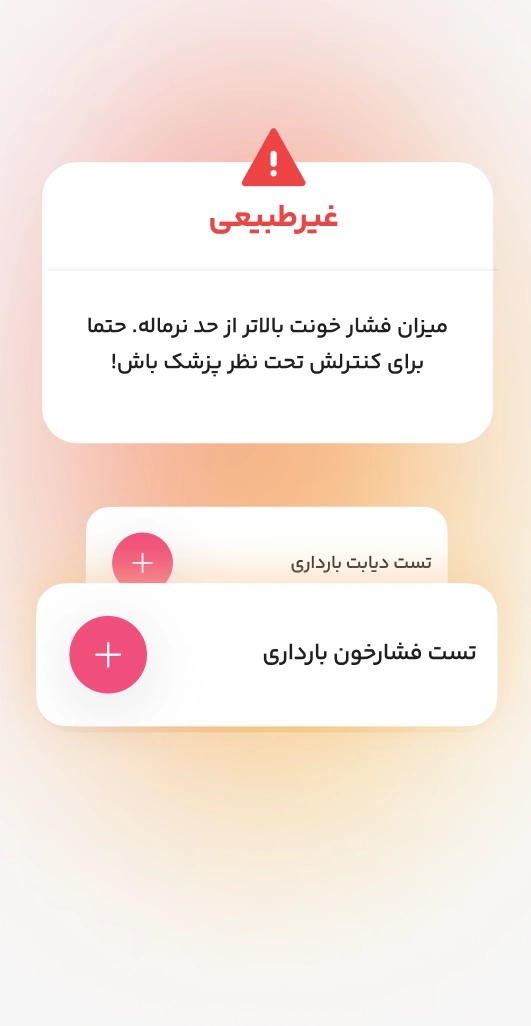 غیرطبیعی
میزان فشار خونت بالاتر از حد نرماله. حتما
برای کنترلش تحت نظر پزشک باش!
تست دیابت بارداری
تست فشارخون بارداری